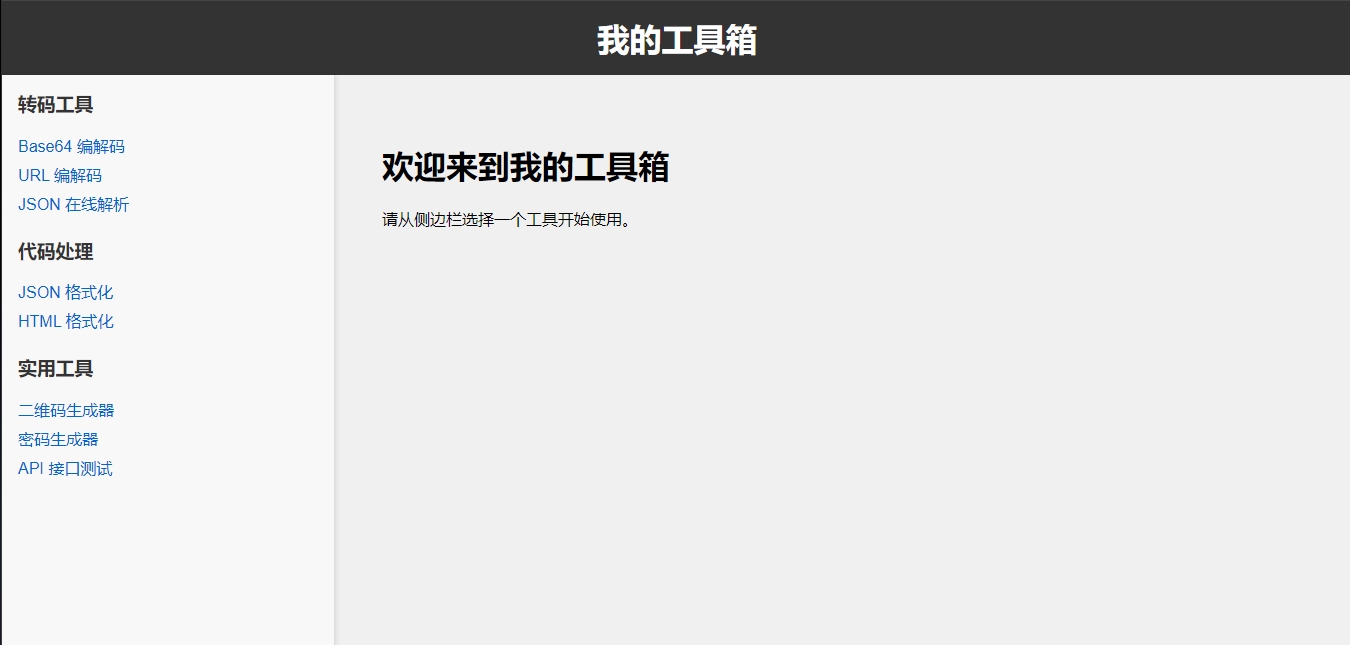 我的工具箱
转码工具
Base64 编解码
URL 编解码
JSON 在线解析
代码处理
JSON 格式化
HTML 格式化
实用工具
二维码生成器
密码生成器
API 接口测试
欢迎来到我的工具箱
请从侧边栏选择一个工具开始使用。